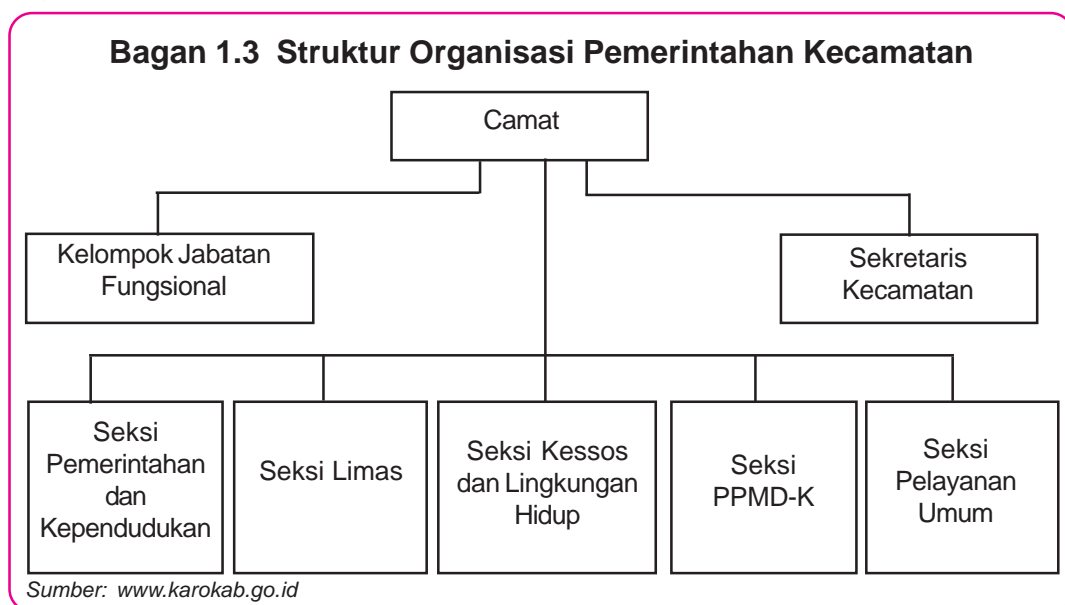 Bagan 1.3 Struktur Organisasi Pemerintahan Kecamatan
Camat
Kelompok Jabatan
Fungsional
Sekretaris
Kecamatan
Seksi
Pemerintahan
dan
Kependudukan
Seksi Limas
Seksi Kessos
dan Lingkungan
Hidup
Seksi
PPMD-K
Seksi
Pelayanan
Umum
Sumber: www.karokab.go.id